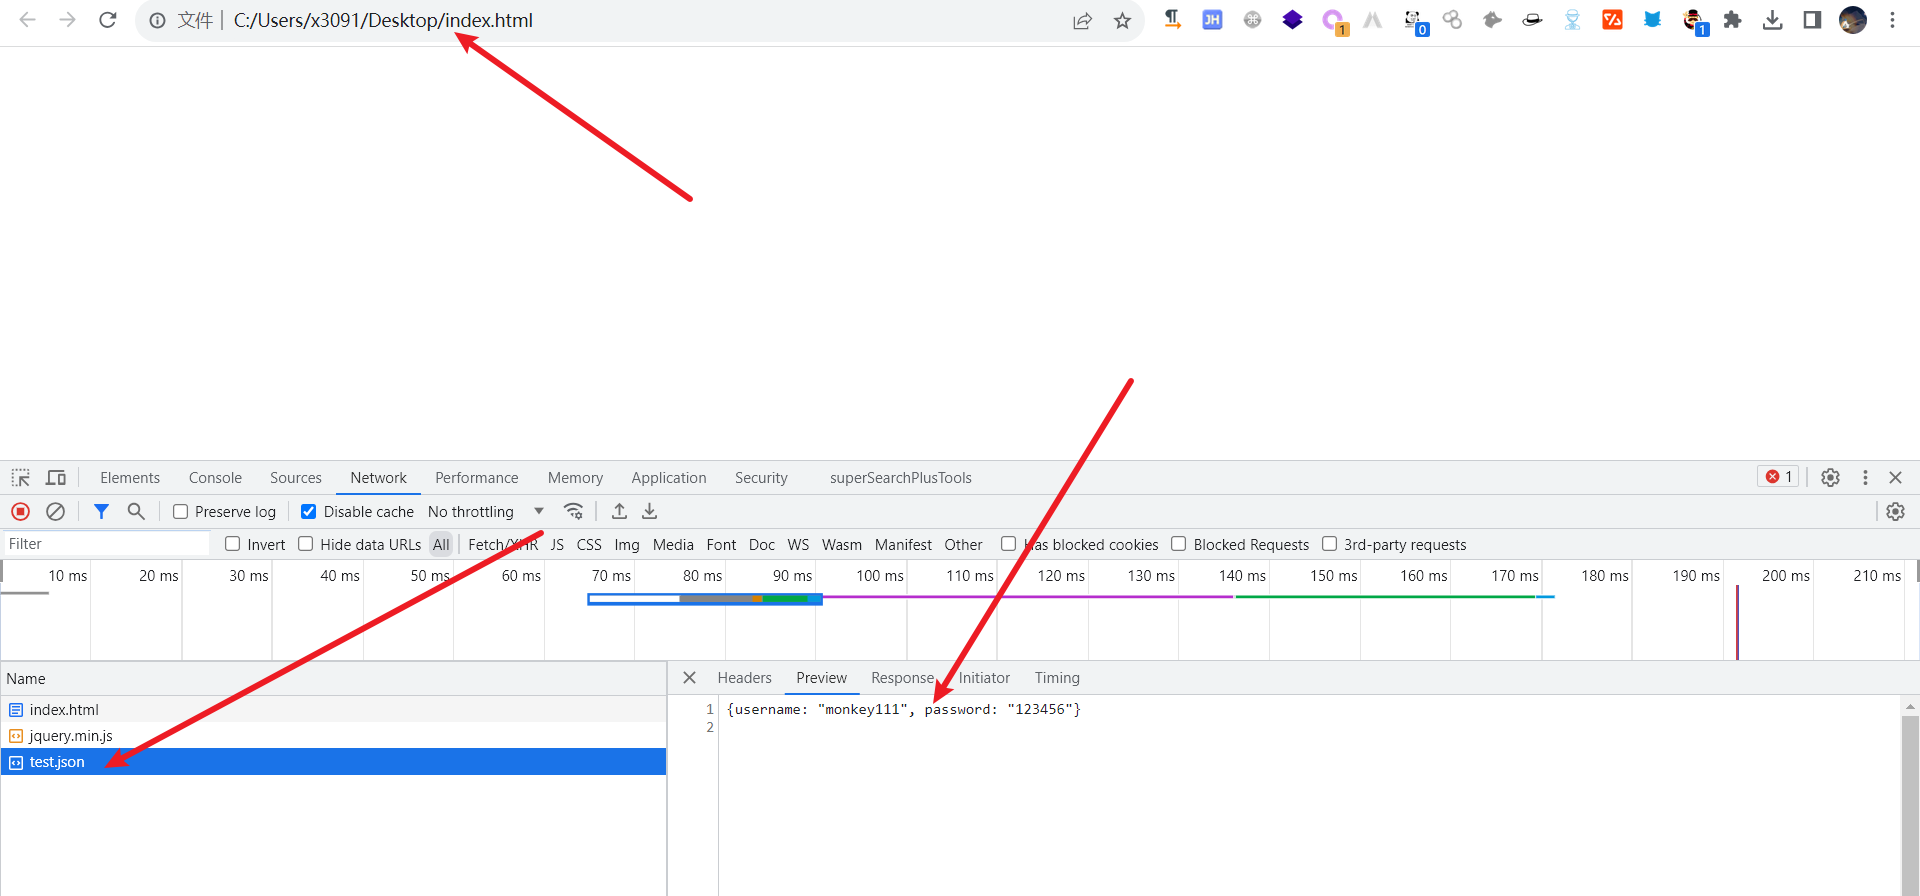 文件 C:/Users/x3091/Desktop/index.html
JH 1 0 1
Elements Console Sources Network Performance Memory Application Security superSearchPlusTools 1
Preserve log Disable cache No throttling
Filter Invert Hide data URLs All Fetch/XHR JS CSS Img Media Font Doc WS Wasm Manifest Other Has blocked cookies Blocked Requests 3rd-party requests
10 ms 20 ms 30 ms 40 ms 50 ms 60 ms 70 ms 80 ms 90 ms 100 ms 110 ms 120 ms 130 ms 140 ms 150 ms 160 ms 170 ms 180 ms 190 ms 200 ms 210 ms
Name
index.html
jquery.min.js
test.json
Headers Preview Response Initiator Timing
1 {username: "monkey111", password: "123456"}
2